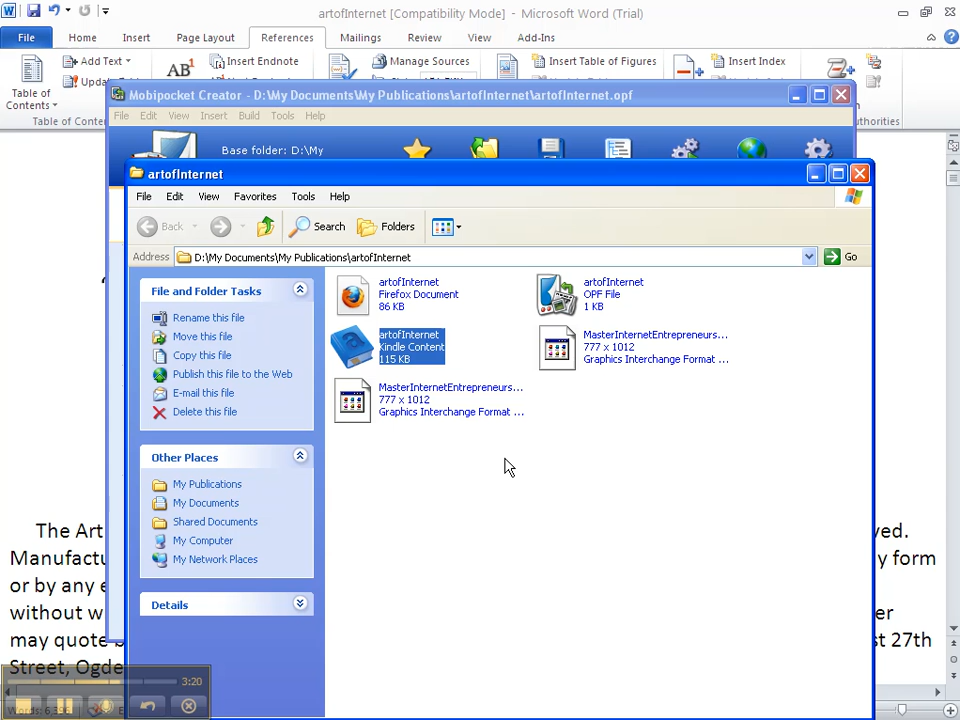 artofInternet [Compatibility Mode] - Microsoft Word (Trial)
File Home Insert Page Layout References Mailings Review View Add-Ins
Add Text AB¹ Insert Endnote Manage Sources Insert Table of Figures Insert Index
Table of
Contents
Table of
Mobipocket Creator - D:\My Documents\My Publications\artofInternet\artofInternet.opf
File Edit View Insert Build Tools Help
Base folder: D:\My
artofInternet
File Edit View Favorites Tools Help
Back Search Folders
Address D:\My Documents\My Publications\artofInternet Go
File and Folder Tasks
Rename this file
Move this file
Copy this file
Publish this file to the Web
E-mail this file
Delete this file
Other Places
My Publications
My Documents
Shared Documents
My Computer
My Network Places
Details
artofInternet
Firefox Document
86 KB
artofInternet
OPF File
1 KB
artofInternet
Kindle Content
115 KB
MasterInternetEntrepreneurs...
777 x 1012
Graphics Interchange Format ...
MasterInternetEntrepreneurs...
777 x 1012
Graphics Interchange Format ...
The Art ved.
Manufactu y form
or by any e
without w er
may quote b st 27th
Street, Ogde
3:20
Words: 6,3